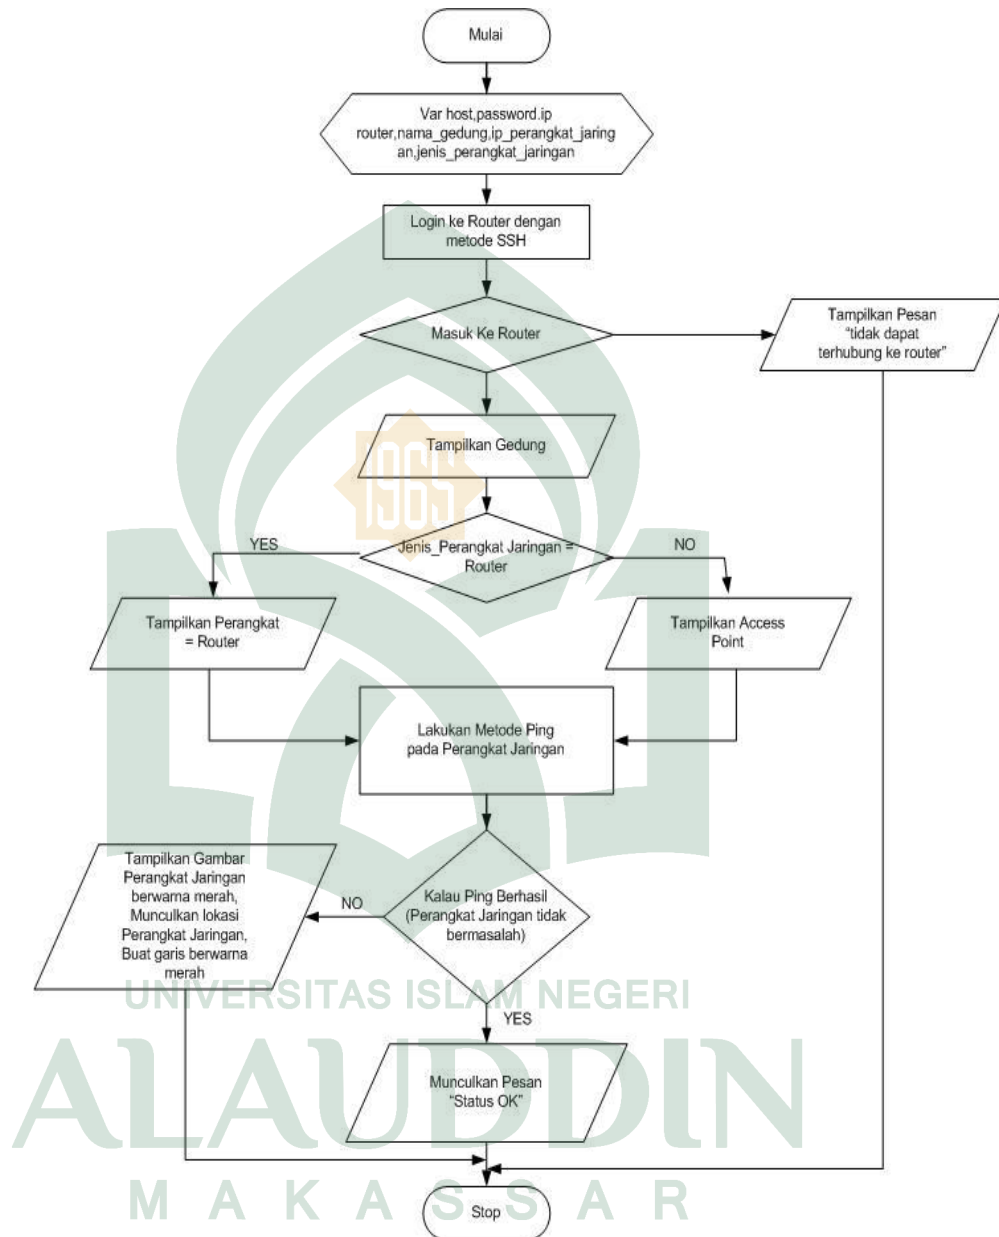 Mulai
Var host,password.ip
router,nama_gedung,ip_perangkat_jaring
an,jenis_perangkat_jaringan
Login ke Router dengan
metode SSH
Masuk Ke Router
Tampilkan Pesan
“tidak dapat
terhubung ke router”
Tampilkan Gedung
1965
Jenis_Perangkat Jaringan =
Router
YES
NO
Tampilkan Perangkat
= Router
Tampilkan Access
Point
Lakukan Metode Ping
pada Perangkat Jaringan
Kalau Ping Berhasil
(Perangkat Jaringan tidak
bermasalah)
NO
Tampilkan Gambar
Perangkat Jaringan
berwarna merah,
Munculkan lokasi
Perangkat Jaringan,
Buat garis berwarna
merah
YES
UNIVERSITAS ISLAM NEGERI
ALAUDDIN
MAKASSAR
Munculkan Pesan
“Status OK”
Stop